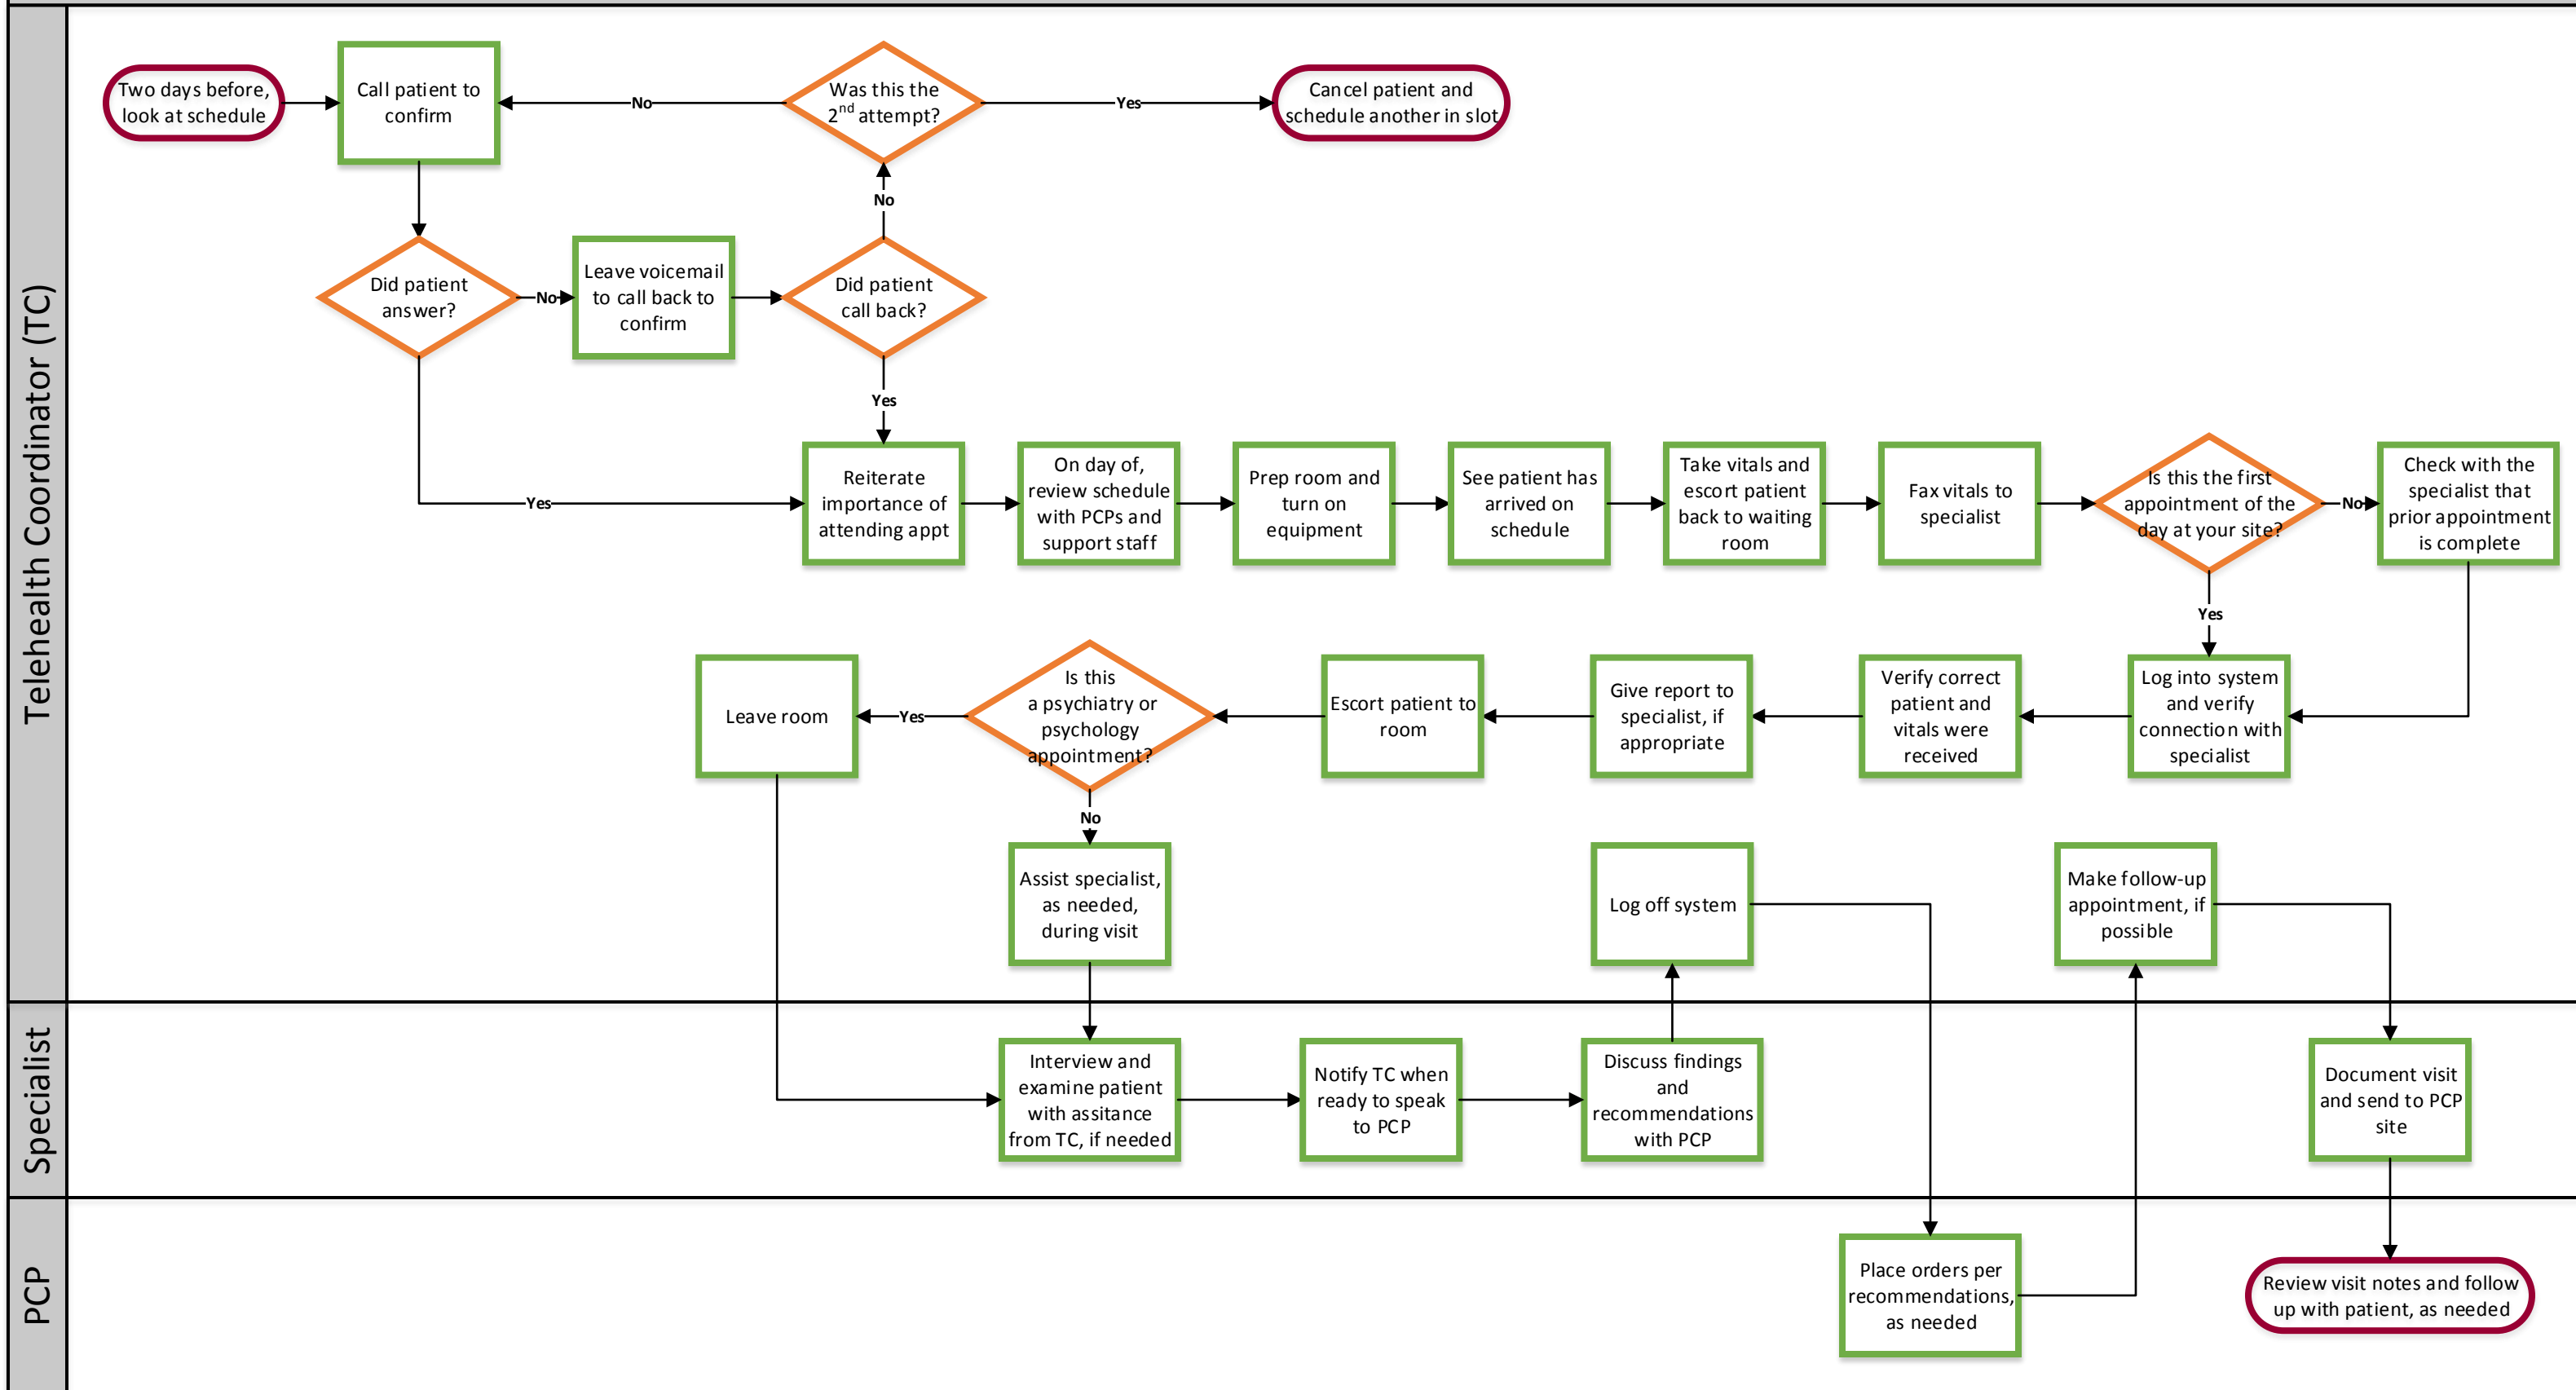 Telehealth Coordinator (TC)
Two days before,
look at schedule
Call patient to
confirm
No
Was this the
2nd attempt?
Yes
Cancel patient and
schedule another in slot
No
Did patient
answer?
No
Leave voicemail
to call back to
confirm
Did patient
call back?
Yes
Yes
Reiterate
importance of
attending appt
On day of,
review schedule
with PCPs and
support staff
Prep room and
turn on
equipment
See patient has
arrived on
schedule
Take vitals and
escort patient
back to waiting
room
Fax vitals to
specialist
Is this the first
appointment of the
day at your site?
No
Check with the
specialist that
prior appointment
is complete
Yes
Leave room
Yes
Is this
a psychiatry or
psychology
appointment?
Escort patient to
room
Give report to
specialist, if
appropriate
Verify correct
patient and
vitals were
received
Log into system
and verify
connection with
specialist
No
Assist specialist,
as needed,
during visit
Log off system
Make follow-up
appointment, if
possible
Specialist
Interview and
examine patient
with assitance
from TC, if needed
Notify TC when
ready to speak
to PCP
Discuss findings
and
recommendations
with PCP
Document visit
and send to PCP
site
PCP
Place orders per
recommendations,
as needed
Review visit notes and follow
up with patient, as needed